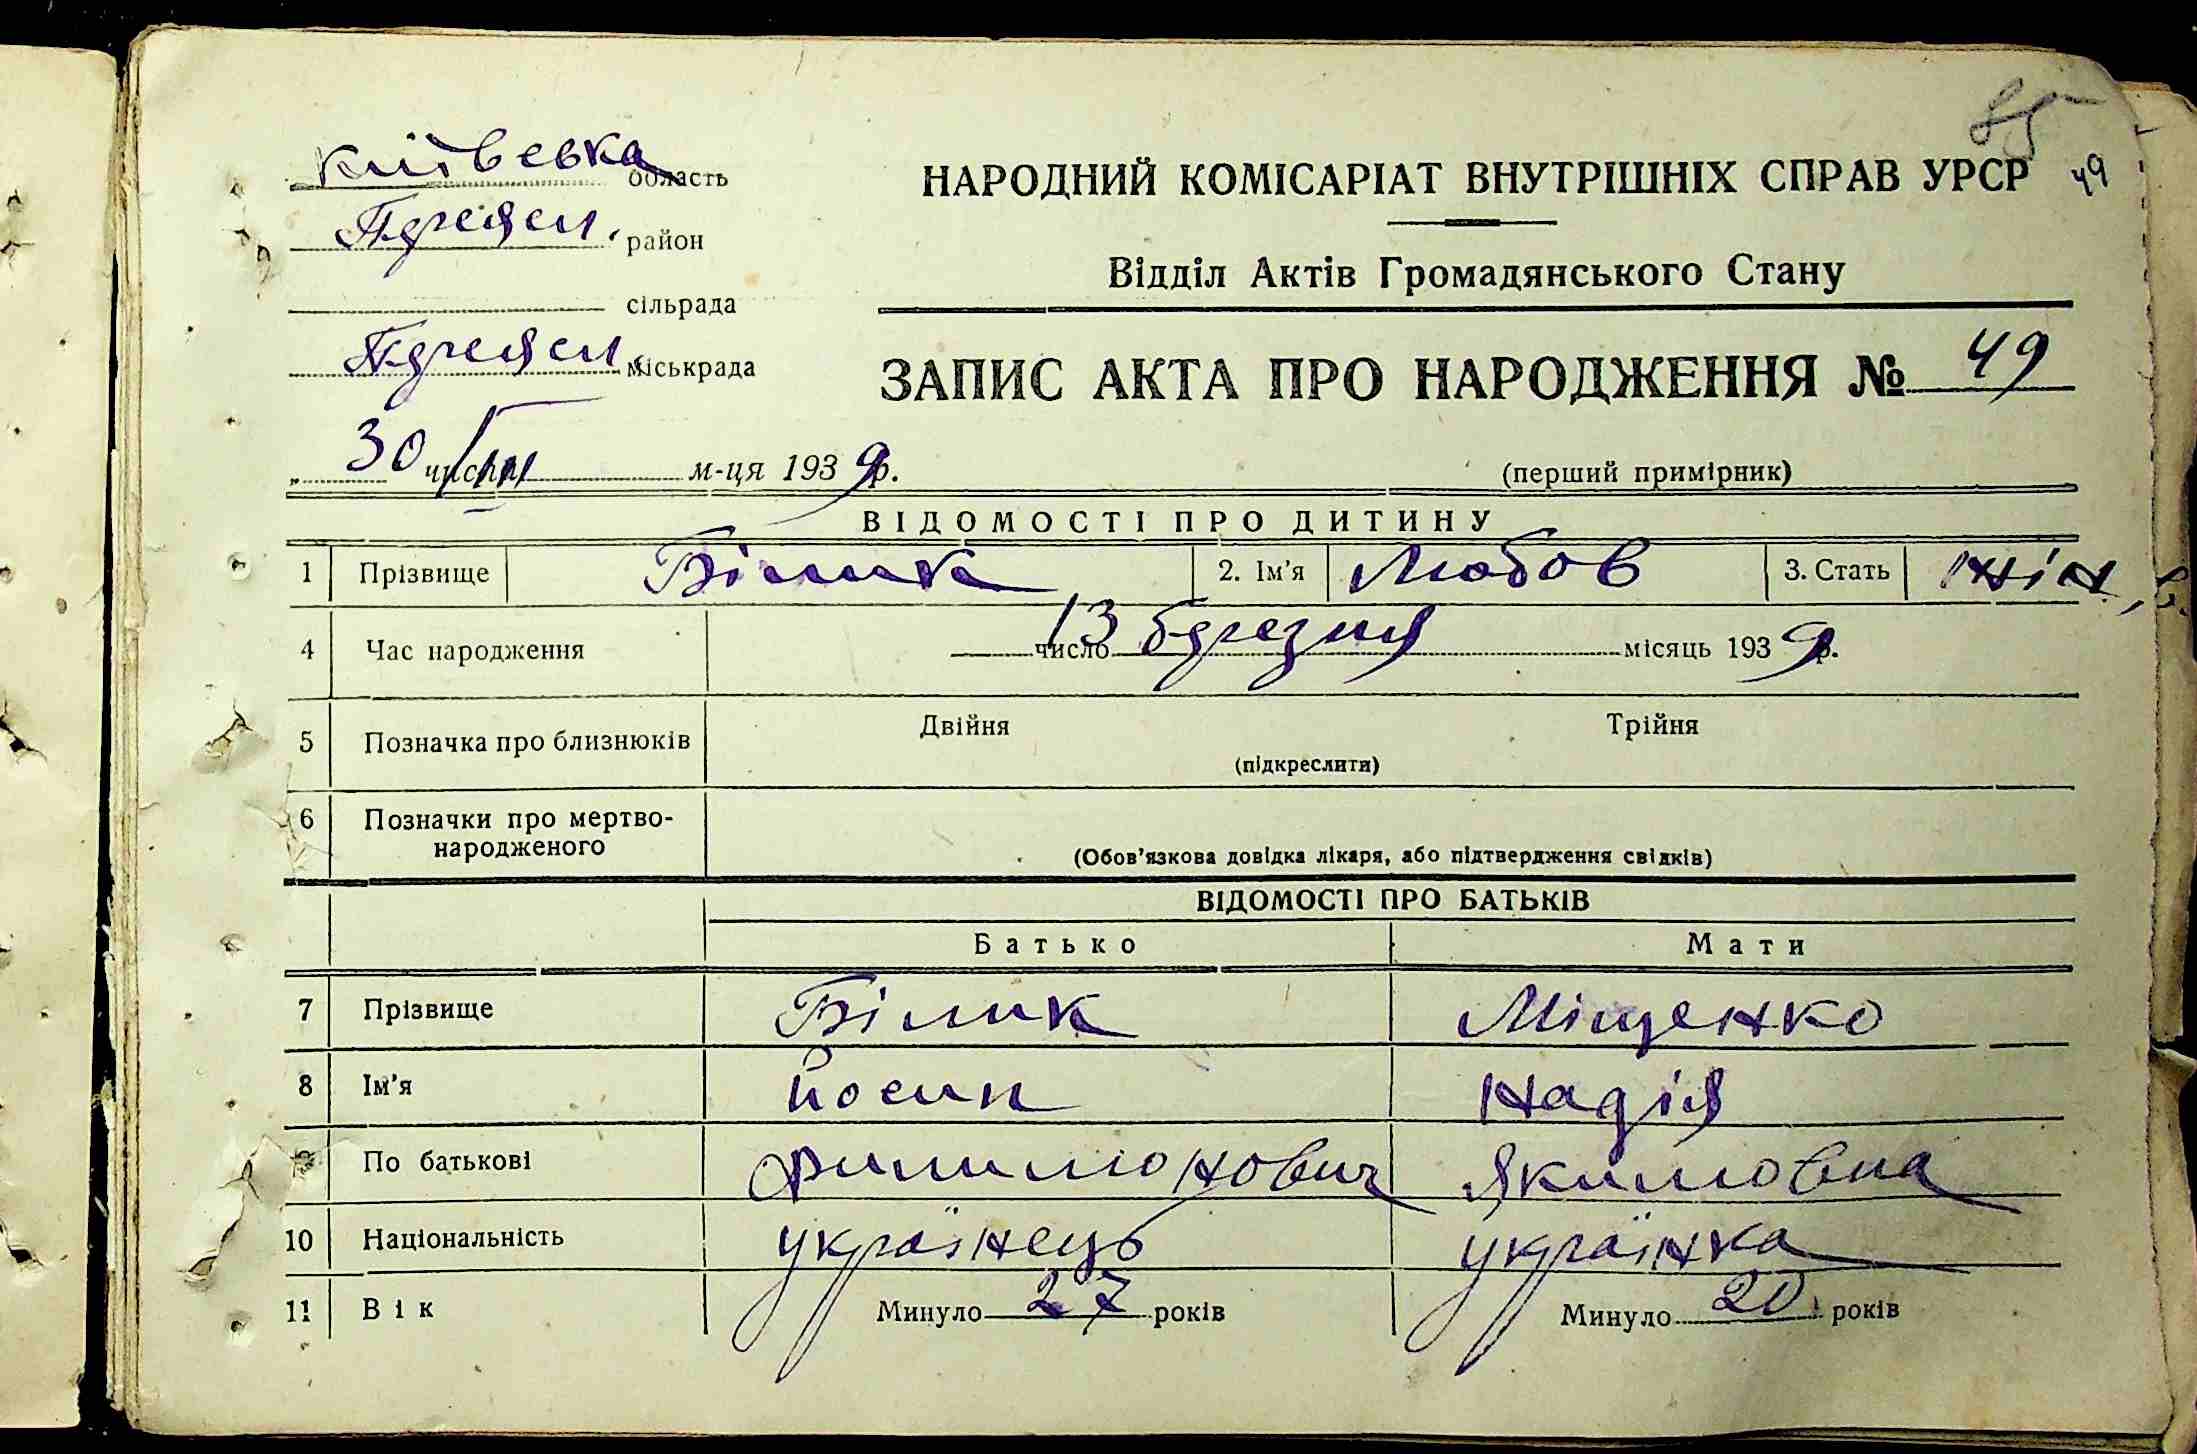 85
Київська область
НАРОДНИЙ КОМІСАРІАТ ВНУТРІШНІХ СПРАВ УРСР 49
район
Відділ Актів Громадянського Стану
сільрада
міськрада
ЗАПИС АКТА ПРО НАРОДЖЕННЯ № 49
„ 30 числа III м-ця 1939 р.
(перший примірник)
ВІДОМОСТІ ПРО ДИТИНУ
1 Прізвище Білик 2. Ім'я Любов 3. Стать жін.
4 Час народження 13 число березня місяць 1939 р.
5 Позначка про близнюків Двійня Трійня
(підкреслити)
6 Позначки про мертво-
народженого
(Обов'язкова довідка лікаря, або підтвердження свідків)
ВІДОМОСТІ ПРО БАТЬКІВ
Батько Мати
7 Прізвище Білик Міщенко
8 Ім'я Йосип Надія
9 По батькові Филимонович Якимовна
10 Національність українець українка
11 Вік Минуло 27 років Минуло 20 років